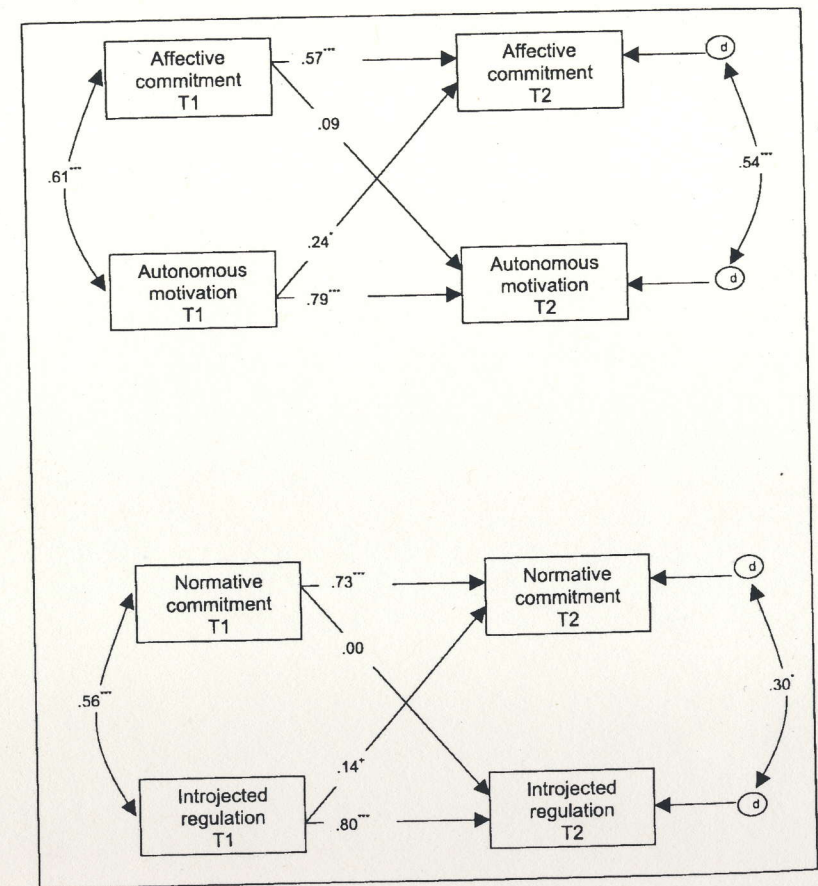 Affective
commitment
T1
.57***
Affective
commitment
T2
d
.09
.61***
.54***
.24*
Autonomous
motivation
T1
.79***
Autonomous
motivation
T2
d
Normative
commitment
T1
.73***
Normative
commitment
T2
d
.00
.56***
.30*
.14+
Introjected
regulation
T1
.80***
Introjected
regulation
T2
d